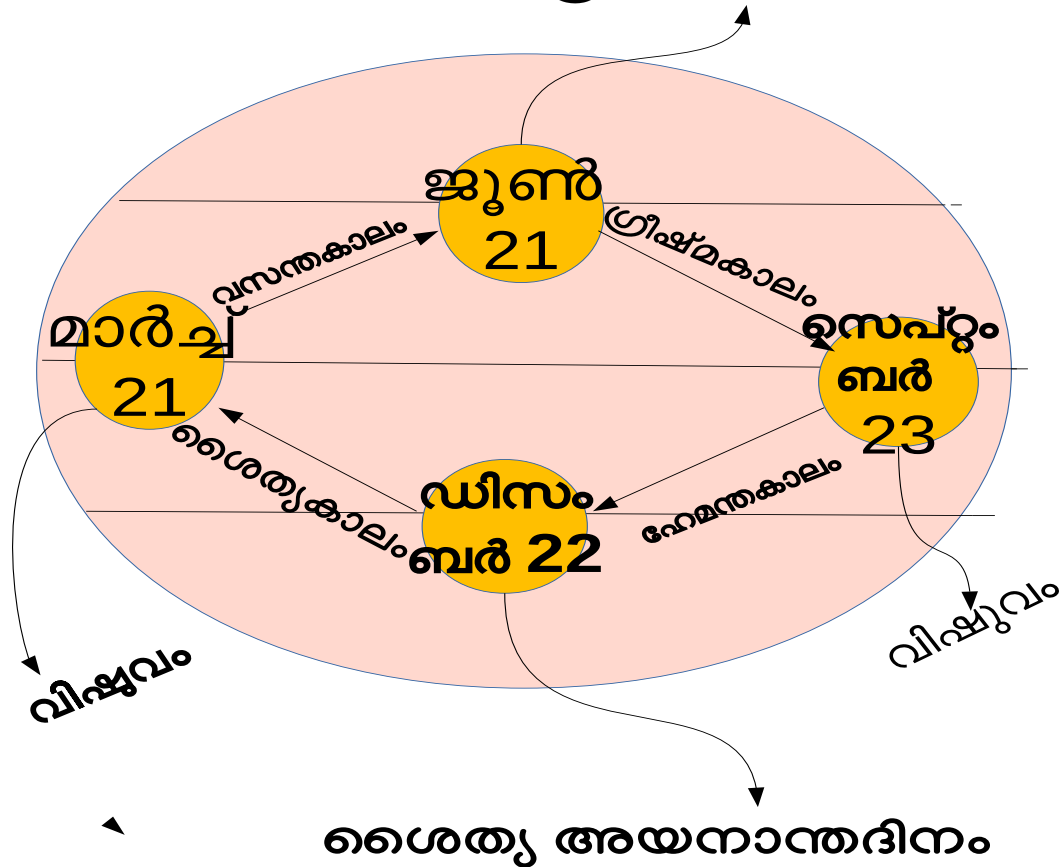 ജൂൺ
21
വസന്തകാലം
ഗ്രീഷ്മകാലം
മാർച്ച്
21
സെപ്റ്റം
ബർ
23
ശൈത്യകാലം
ഡിസം
ബർ 22
ഹേമന്തകാലം
വിഷുവം
വിഷുവം
ശൈത്യ അയനാന്തദിനം